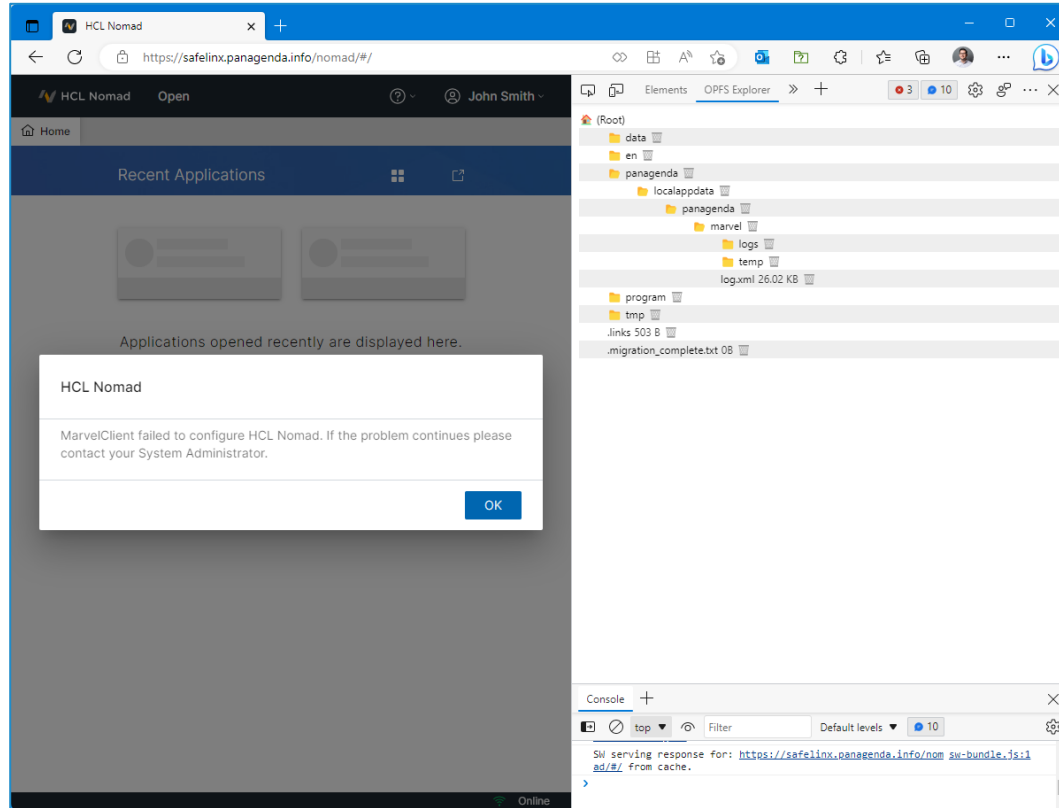 HCL Nomad
https://safelinx.panagenda.info/nomad/#/
HCL Nomad Open John Smith
Home
Recent Applications
Applications opened recently are displayed here.
HCL Nomad
MarvelClient failed to configure HCL Nomad. If the problem continues please
contact your System Administrator.
OK
Online
Elements OPFS Explorer 3 10
(Root)
data
en
panagenda
localappdata
panagenda
marvel
logs
temp
log.xml 26.02 KB
program
tmp
.links 503 B
.migration_complete.txt 0B
Console
top Filter Default levels 10
SW serving response for: https://safelinx.panagenda.info/nom sw-bundle.js:1
ad/#/ from cache.